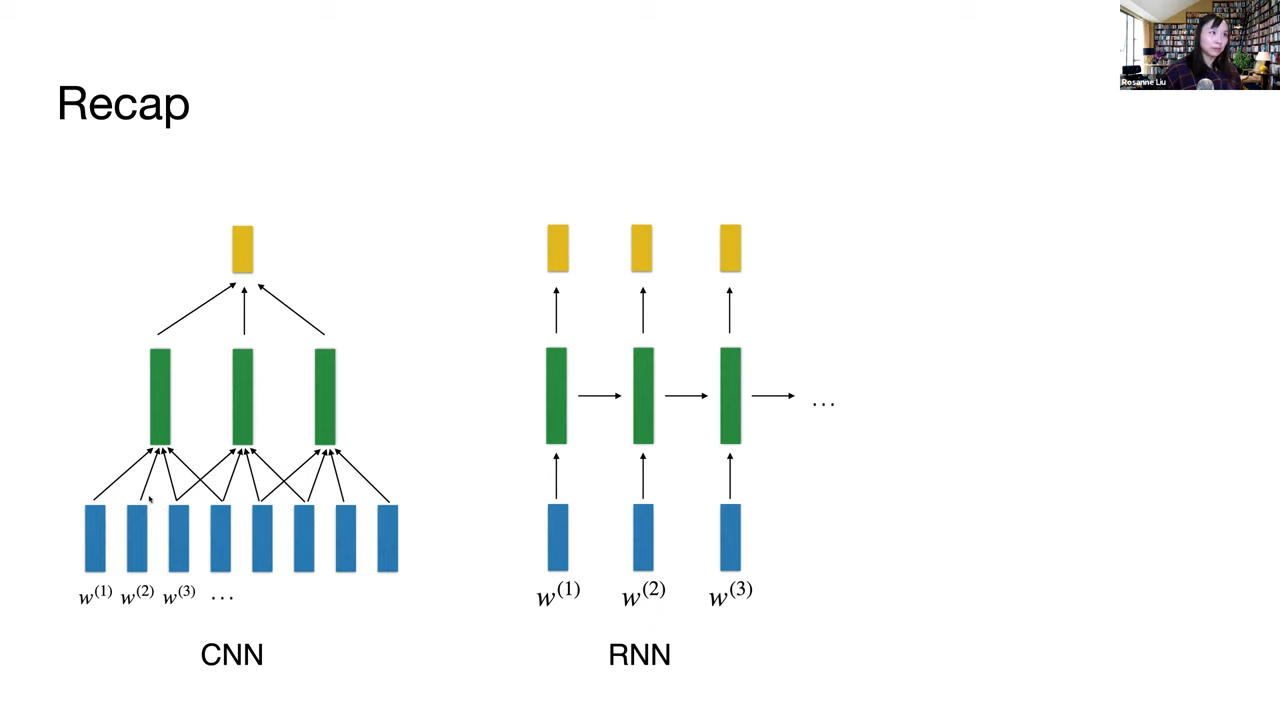 Rosanne Liu
Recap
w^(1) w^(2) w^(3) ...
CNN
...
w^(1) w^(2) w^(3)
RNN